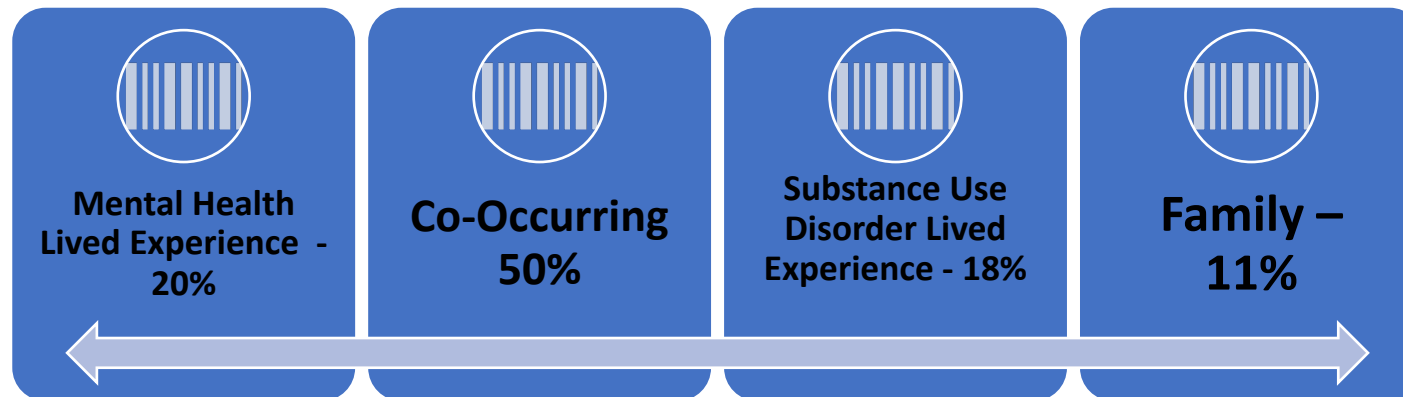 Mental Health
Lived Experience -
20%
Co-Occurring
50%
Substance Use
Disorder Lived
Experience - 18%
Family –
11%